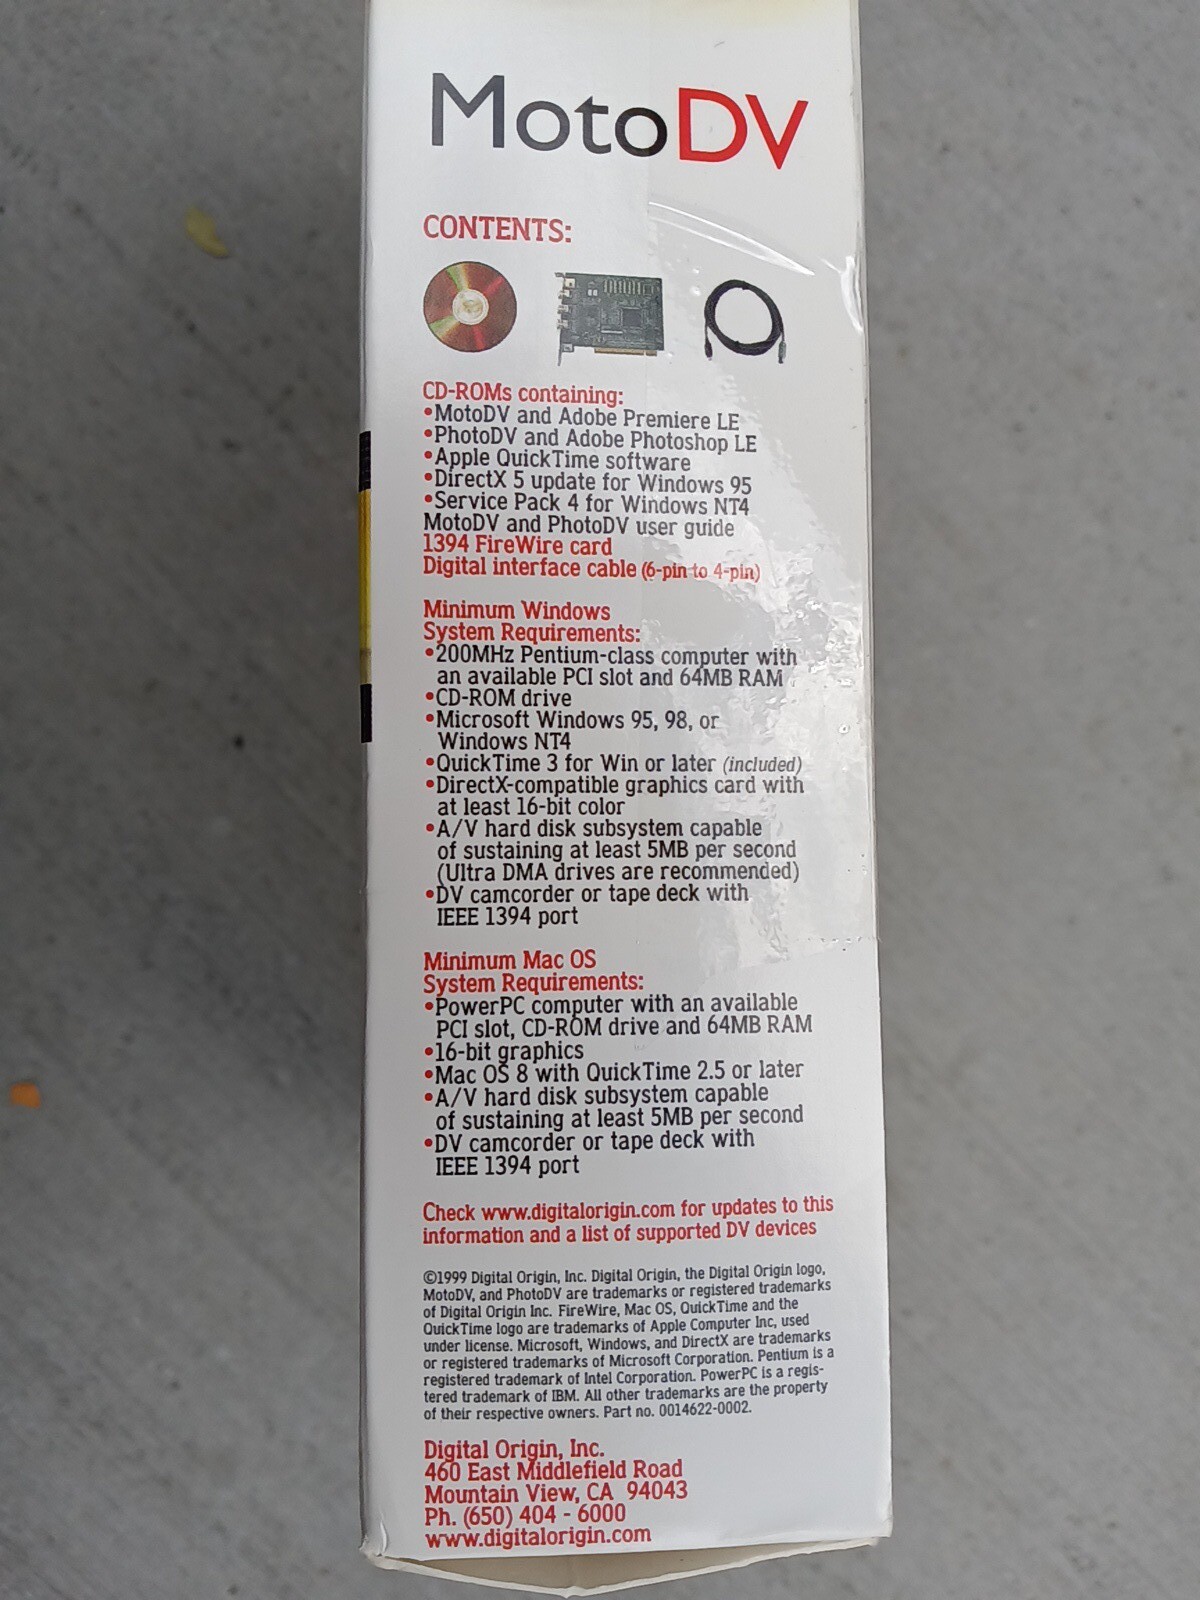 MotoDV
CONTENTS:
CD-ROMs containing:
•MotoDV and Adobe Premiere LE
•PhotoDV and Adobe Photoshop LE
•Apple QuickTime software
•DirectX 5 update for Windows 95
•Service Pack 4 for Windows NT4
MotoDV and PhotoDV user guide
1394 FireWire card
Digital interface cable (6-pin to 4-pin)
Minimum Windows
System Requirements:
•200MHz Pentium-class computer with
an available PCI slot and 64MB RAM
•CD-ROM drive
•Microsoft Windows 95, 98, or
Windows NT4
•QuickTime 3 for Win or later (included)
•DirectX-compatible graphics card with
at least 16-bit color
•A/V hard disk subsystem capable
of sustaining at least 5MB per second
(Ultra DMA drives are recommended)
•DV camcorder or tape deck with
IEEE 1394 port
Minimum Mac OS
System Requirements:
•PowerPC computer with an available
PCI slot, CD-ROM drive and 64MB RAM
•16-bit graphics
•Mac OS 8 with QuickTime 2.5 or later
•A/V hard disk subsystem capable
of sustaining at least 5MB per second
•DV camcorder or tape deck with
IEEE 1394 port
Check www.digitalorigin.com for updates to this
information and a list of supported DV devices
©1999 Digital Origin, Inc. Digital Origin, the Digital Origin logo,
MotoDV, and PhotoDV are trademarks or registered trademarks
of Digital Origin Inc. FireWire, Mac OS, QuickTime and the
QuickTime logo are trademarks of Apple Computer Inc, used
under license. Microsoft, Windows, and DirectX are trademarks
or registered trademarks of Microsoft Corporation. Pentium is a
registered trademark of Intel Corporation. PowerPC is a regis-
tered trademark of IBM. All other trademarks are the property
of their respective owners. Part no. 0014622-0002.
Digital Origin, Inc.
460 East Middlefield Road
Mountain View, CA 94043
Ph. (650) 404 - 6000
www.digitalorigin.com